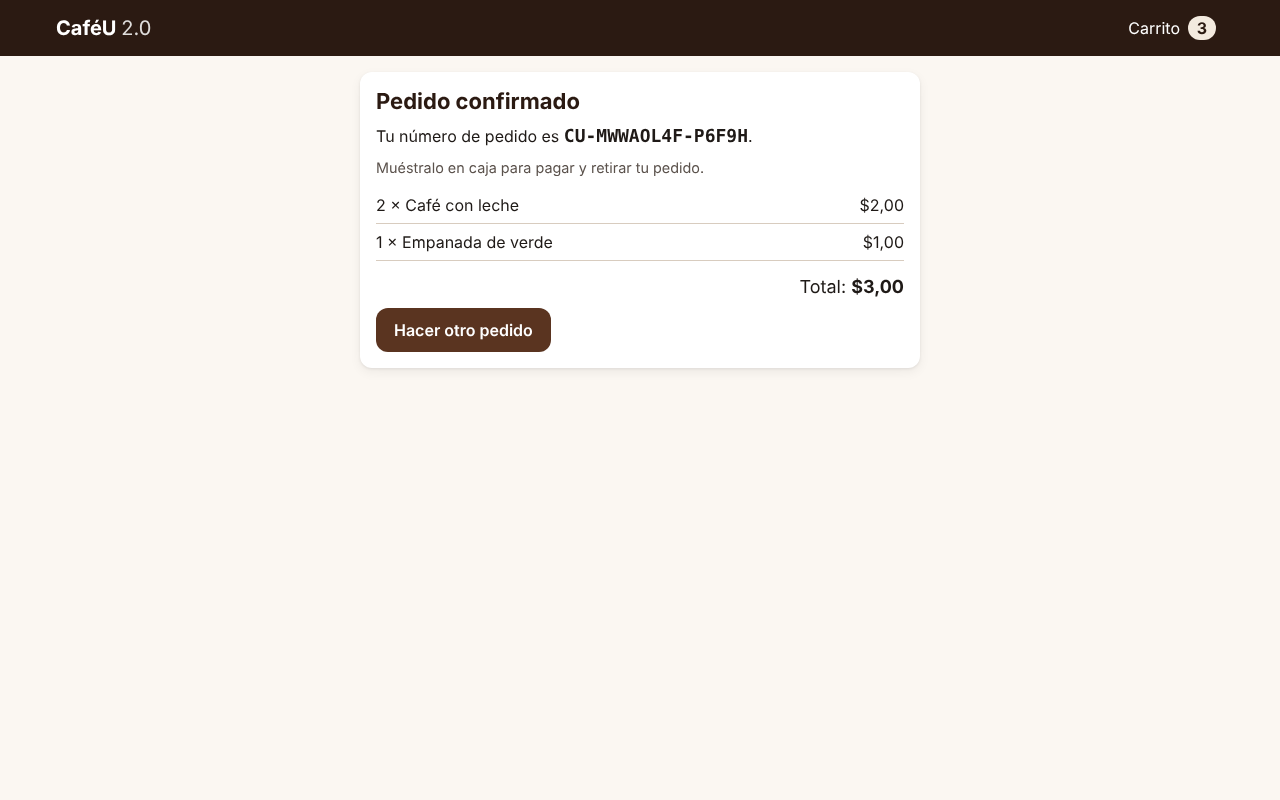 CaféU 2.0
Carrito 3
Pedido confirmado
Tu número de pedido es CU-MWWAOL4F-P6F9H.
Muéstralo en caja para pagar y retirar tu pedido.
2 × Café con leche $2,00
1 × Empanada de verde $1,00
Total: $3,00
Hacer otro pedido